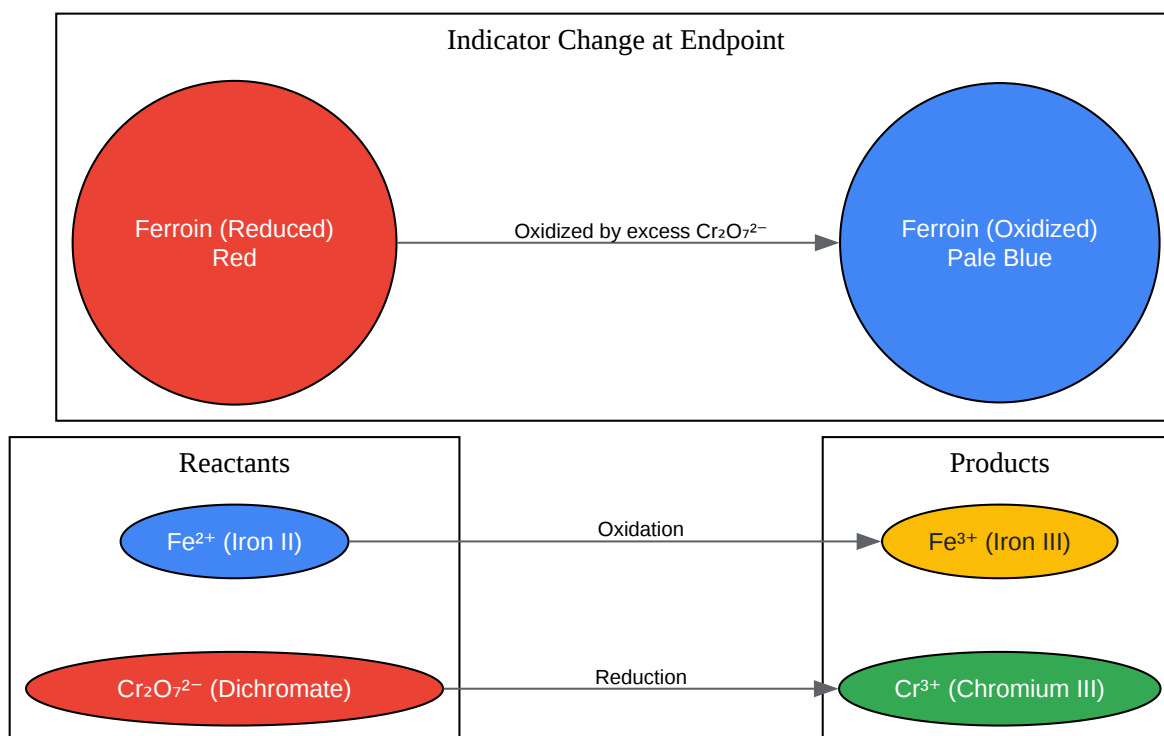 Indicator Change at Endpoint
Ferroin (Reduced)
Red
Oxidized by excess Cr₂O₇²⁻
Ferroin (Oxidized)
Pale Blue
Reactants
Products
Fe²⁺ (Iron II)
Oxidation
Fe³⁺ (Iron III)
Cr₂O₇²⁻ (Dichromate)
Reduction
Cr³⁺ (Chromium III)